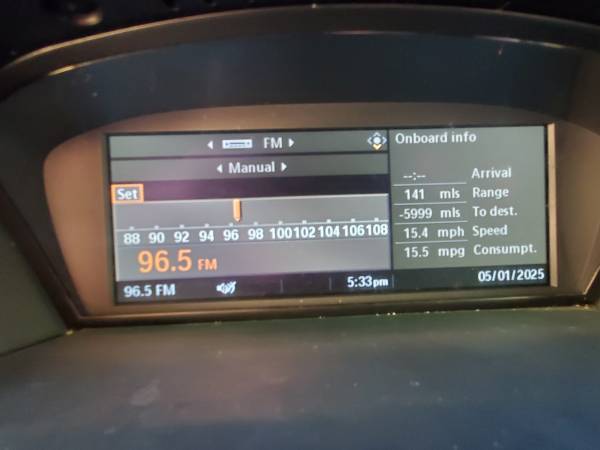 FM
Manual
Set
88 90 92 94 96 98 100 102 104 106 108
96.5 FM
96.5 FM 5:33pm
Onboard info
--:-- Arrival
141 mls Range
-5999 mls To dest.
15.4 mph Speed
15.5 mpg Consumpt.
05/01/2025